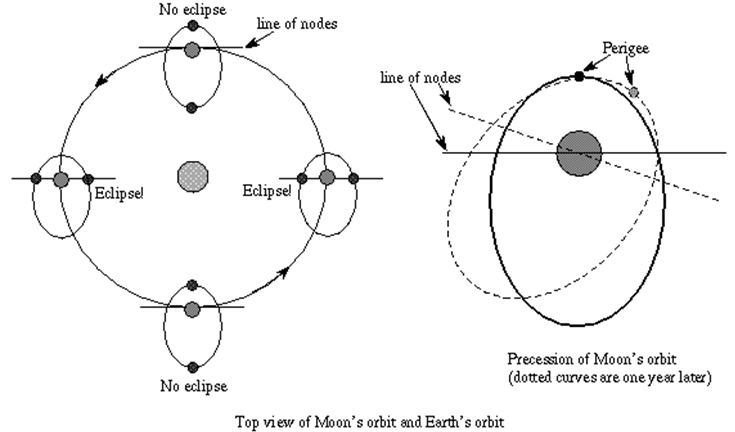 No eclipse
line of nodes
Perigee
line of nodes
Eclipse!
Eclipse!
No eclipse
Precession of Moon's orbit
(dotted curves are one year later)
Top view of Moon's orbit and Earth's orbit